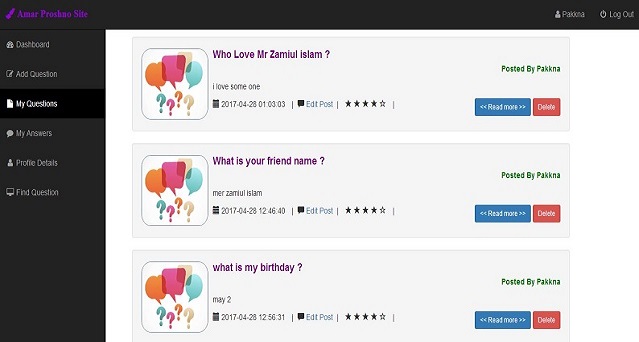 Amar Proshno Site
Pakkna
Log Out
Dashboard
Add Question
My Questions
My Answers
Profile Details
Find Question
Who Love Mr Zamiul islam ?
Posted By Pakkna
i love some one
2017-04-28 01:03:03 | Edit Post | ★★★★☆ |
<< Read more >> Delete
What is your friend name ?
Posted By Pakkna
mer zamiul islam
2017-04-28 12:46:40 | Edit Post | ★★★★☆ |
<< Read more >> Delete
what is my birthday ?
Posted By Pakkna
may 2
2017-04-28 12:56:31 | Edit Post | ★★★★☆ |
<< Read more >> Delete